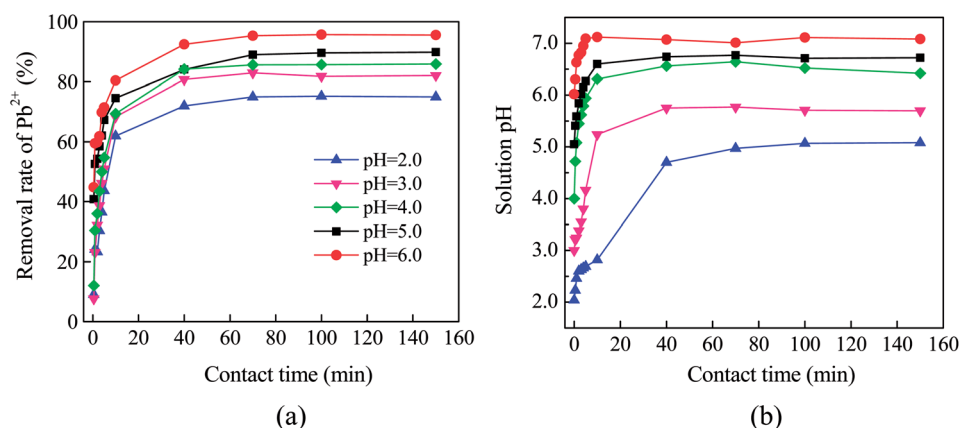 100
80
60
40
20
0
Removal rate of Pb²⁺ (%)
pH=2.0
pH=3.0
pH=4.0
pH=5.0
pH=6.0
0 20 40 60 80 100 120 140 160
Contact time (min)
(a)
7.0
6.0
5.0
4.0
3.0
2.0
Solution pH
0 20 40 60 80 100 120 140 160
Contact time (min)
(b)